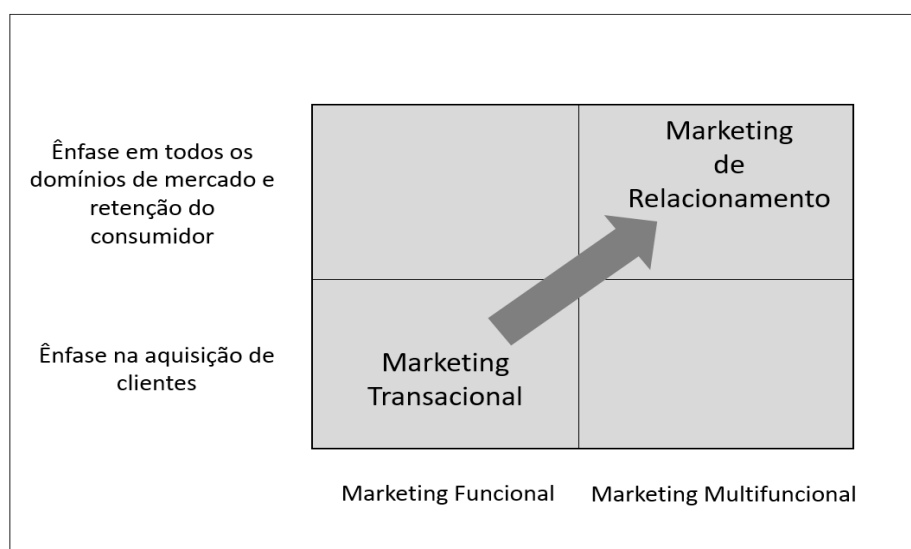 Ênfase em todos os
domínios de mercado e
retenção do
consumidor
Marketing
de
Relacionamento
Ênfase na aquisição de
clientes
Marketing
Transacional
Marketing Funcional
Marketing Multifuncional